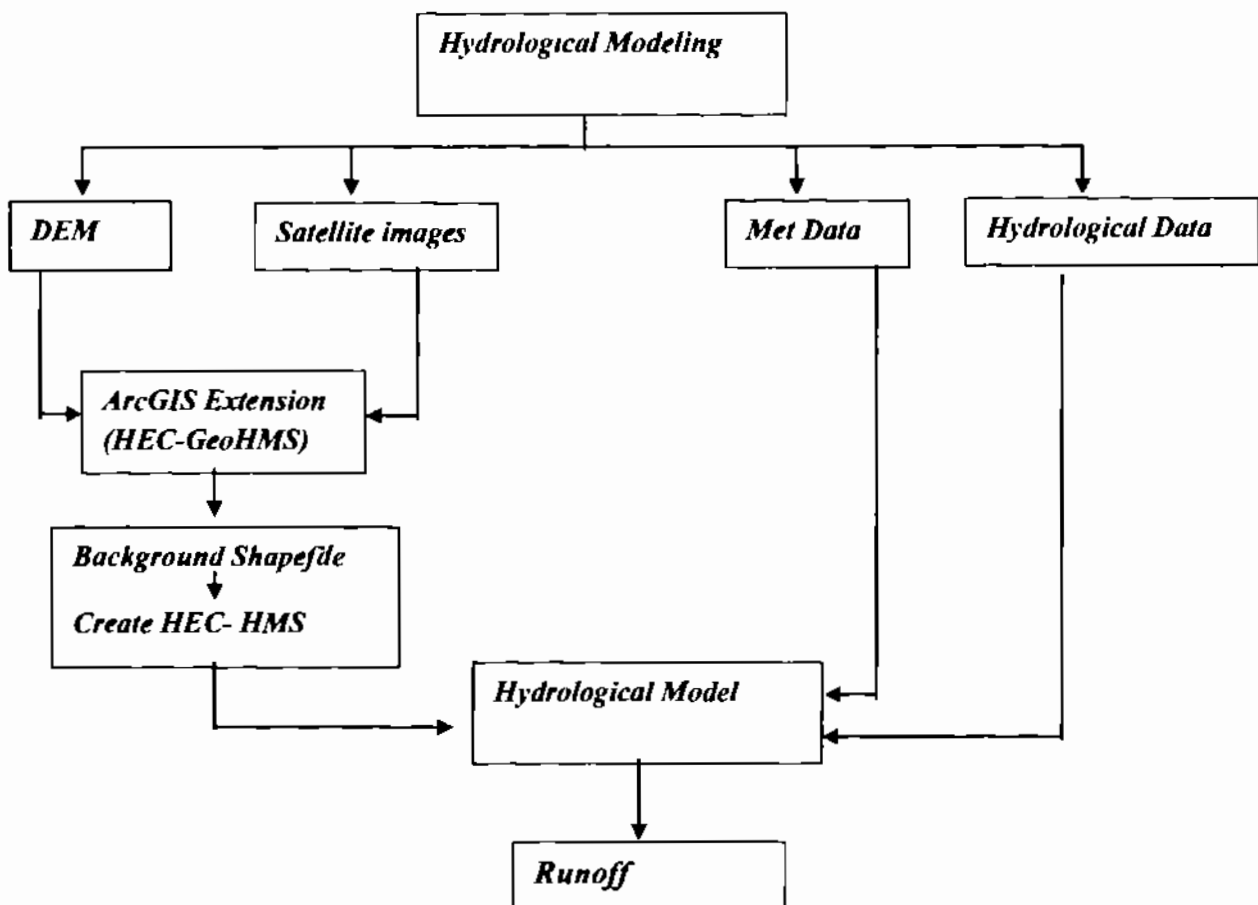 Hydrological Modeling
DEM
Satellite images
Met Data
Hydrological Data
ArcGIS Extension
(HEC-GeoHMS)
Background Shapefde
Create HEC- HMS
Hydrological Model
Runoff